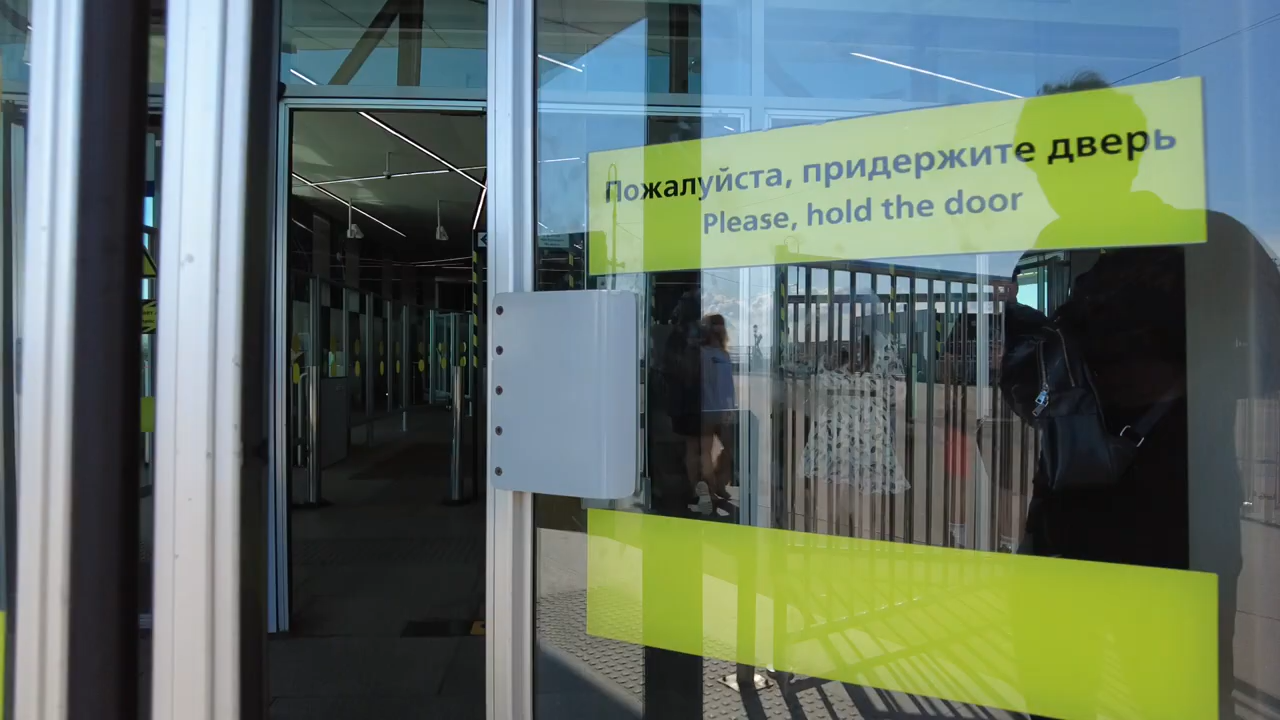 Пожалуйста, придержите дверь
Please, hold the door